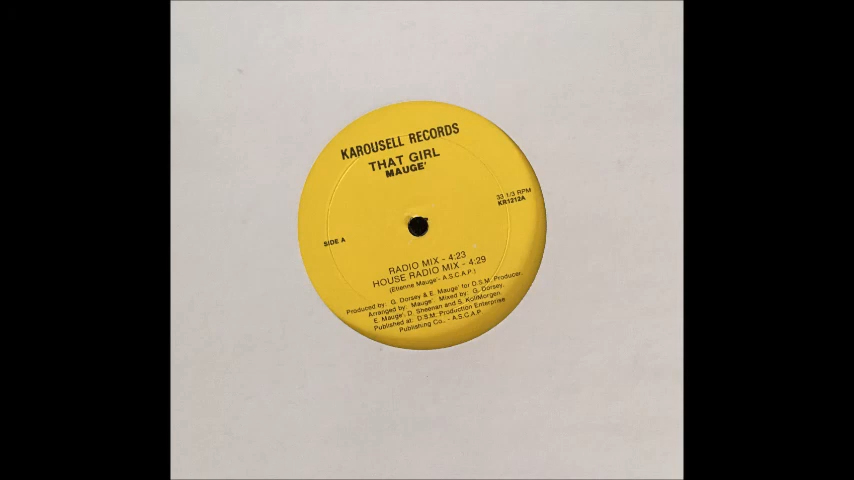 KAROUSELL RECORDS
THAT GIRL
MAUGE'
33 1/3 RPM
KR1212A
SIDE A
RADIO MIX - 4:23
HOUSE RADIO MIX - 4:29
(Etienne Mauge' - A.S.C.A.P.)
Produced by: G. Dorsey & E. Mauge' for D.S.M. Producer.
Arranged by: Mauge' Mixed by: G. Dorsey,
E. Mauge', D. Sheenan and S. KollMorgen.
Published at: D.S.M. Production Enterprise
Publishing Co., - A.S.C.A.P.